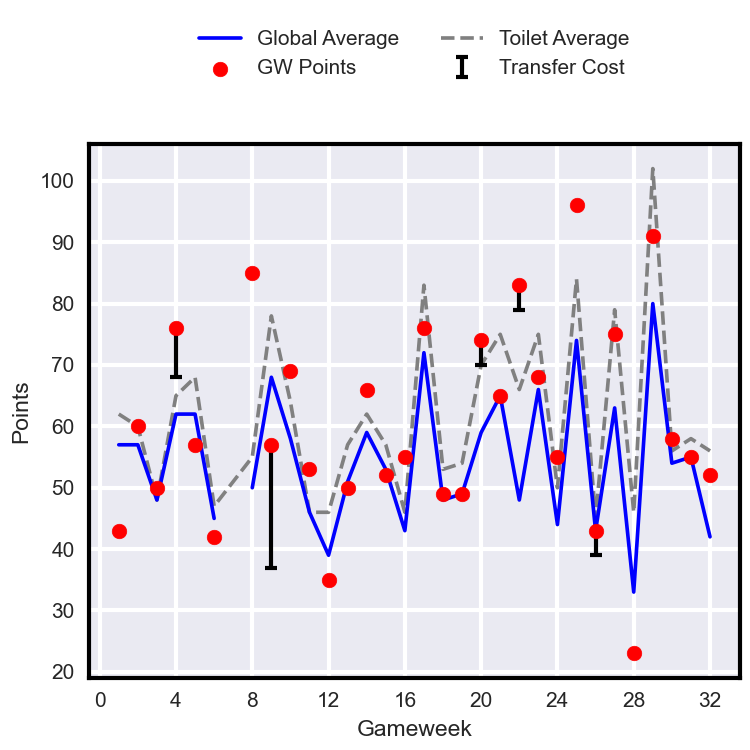 Global Average
Toilet Average
GW Points
Transfer Cost
100
90
80
70
60
50
40
30
20
Points
0 4 8 12 16 20 24 28 32
Gameweek